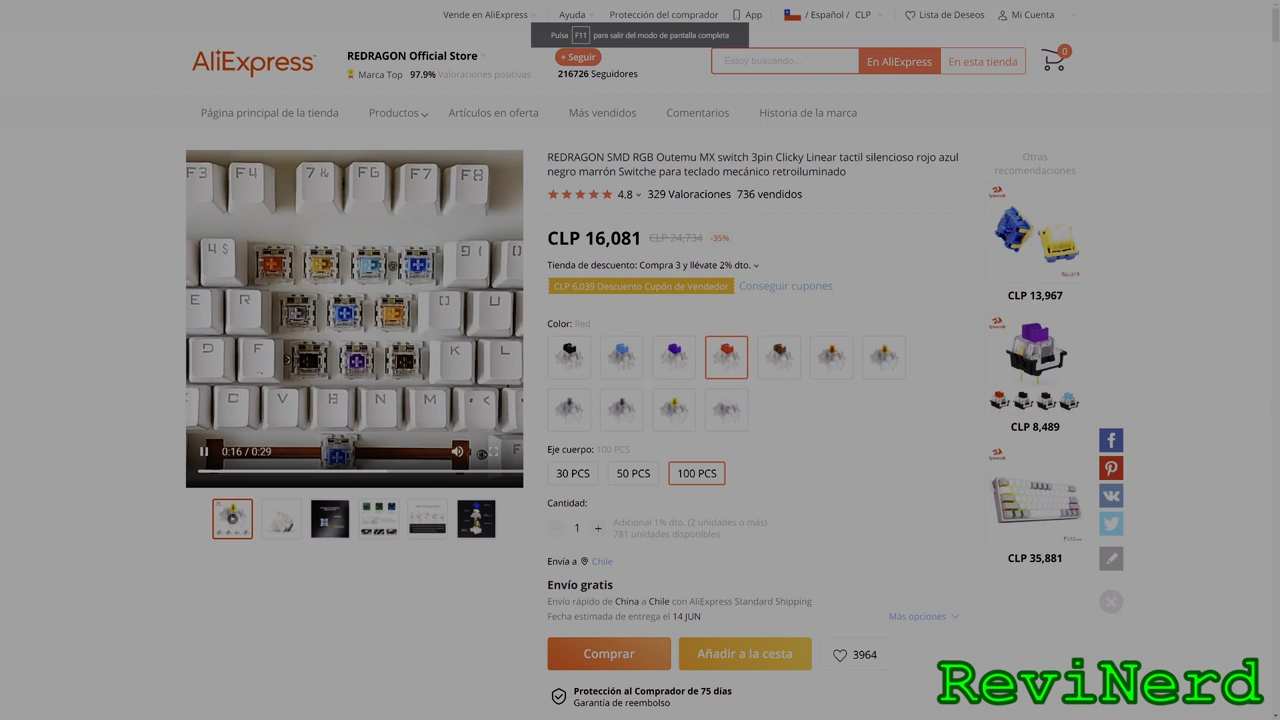 Vende en AliExpress
Ayuda
Protección del comprador
App
/ Español / CLP
Lista de Deseos
Mi Cuenta
Pulsa F11 para salir del modo de pantalla completa
AliExpress
REDRAGON Official Store
Marca Top 97.9% Valoraciones positivas
+ Seguir
216726 Seguidores
Estoy buscando...
En AliExpress
En esta tienda
0
Página principal de la tienda
Productos
Artículos en oferta
Más vendidos
Comentarios
Historia de la marca
F3 F4 7& F6 F7 F8
4 $ 9 (
E R U
D F K L
C V N M
0:16 / 0:29
REDRAGON SMD RGB Outemu MX switch 3pin Clicky Linear tactil silencioso rojo azul
negro marrón Switche para teclado mecánico retroiluminado
4.8 329 Valoraciones 736 vendidos
CLP 16,081 CLP 24,734 -35%
Tienda de descuento: Compra 3 y llévate 2% dto.
CLP 6,039 Descuento Cupón de Vendedor Conseguir cupones
Color: Red
Eje cuerpo: 100 PCS
30 PCS 50 PCS 100 PCS
Cantidad:
1 + Adicional 1% dto. (2 unidades o más)
781 unidades disponibles
Envía a Chile
Envío gratis
Envío rápido de China a Chile con AliExpress Standard Shipping
Fecha estimada de entrega el 14 JUN
Más opciones
Comprar
Añadir a la cesta
3964
Protección al Comprador de 75 días
Garantía de reembolso
Otras
recomendaciones
CLP 13,967
CLP 8,489
CLP 35,881
ReviNerd